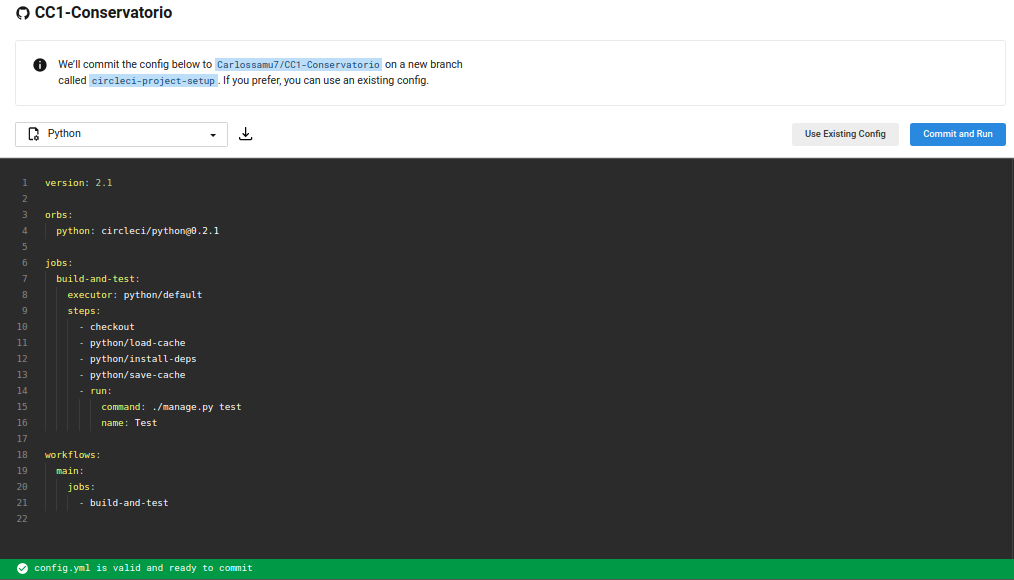 CC1-Conservatorio
We'll commit the config below to Carlossamu7/CC1-Conservatorio on a new branch
called circleci-project-setup. If you prefer, you can use an existing config.
Python
Use Existing Config
Commit and Run
1 version: 2.1
2
3 orbs:
4 python: circleci/python@0.2.1
5
6 jobs:
7 build-and-test:
8 executor: python/default
9 steps:
10 - checkout
11 - python/load-cache
12 - python/install-deps
13 - python/save-cache
14 - run:
15 command: ./manage.py test
16 name: Test
17
18 workflows:
19 main:
20 jobs:
21 - build-and-test
22
config.yml is valid and ready to commit